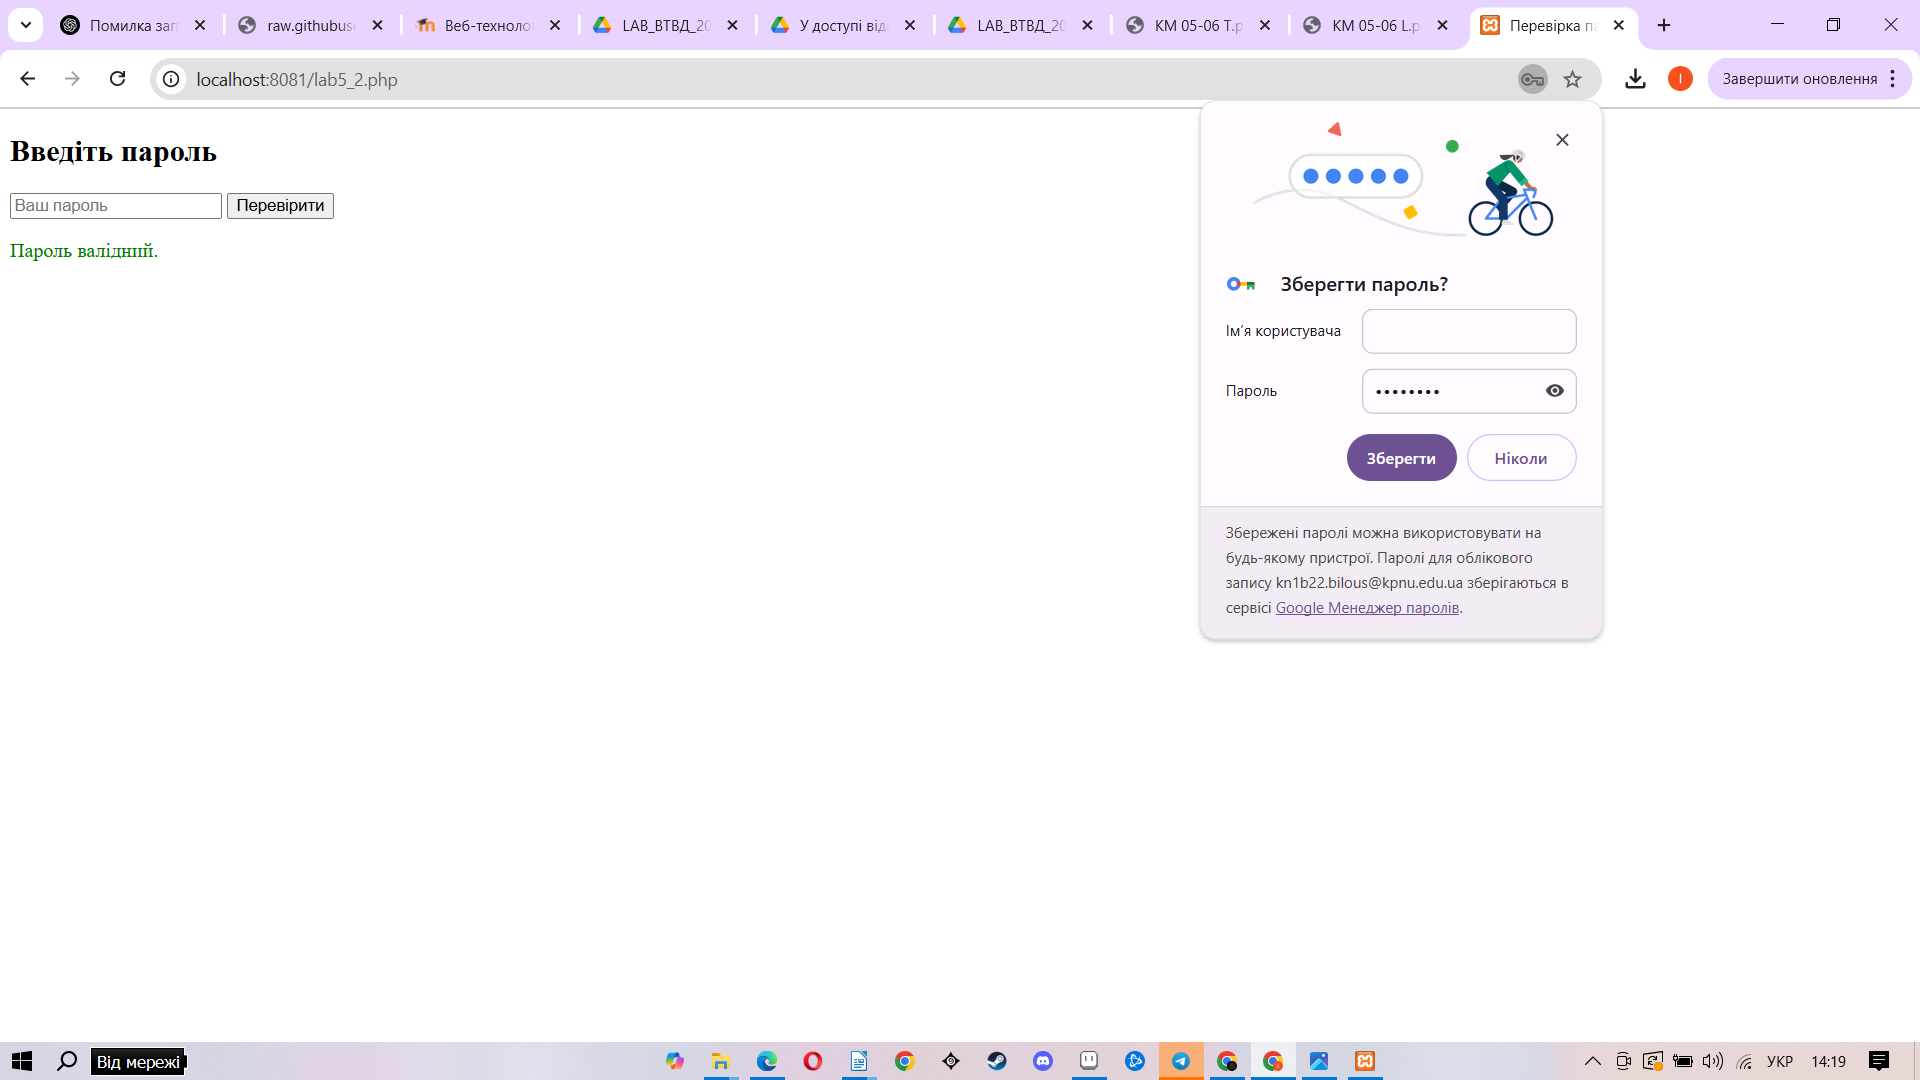 Помилка зап
raw.githubuse
Веб-техноло
LAB_ВТВД_20
У доступі від
LAB_ВТВД_20
КМ 05-06 Т.р
КМ 05-06 L.p
Перевірка па
localhost:8081/lab5_2.php
I
Завершити оновлення
Введіть пароль
Ваш пароль
Перевірити
Пароль валідний.
Зберегти пароль?
Ім’я користувача
Пароль
Зберегти
Ніколи
Збережені паролі можна використовувати на
будь-якому пристрої. Паролі для облікового
запису kn1b22.bilous@kpnu.edu.ua зберігаються в
сервісі Google Менеджер паролів.
Від мережі
УКР
14:19